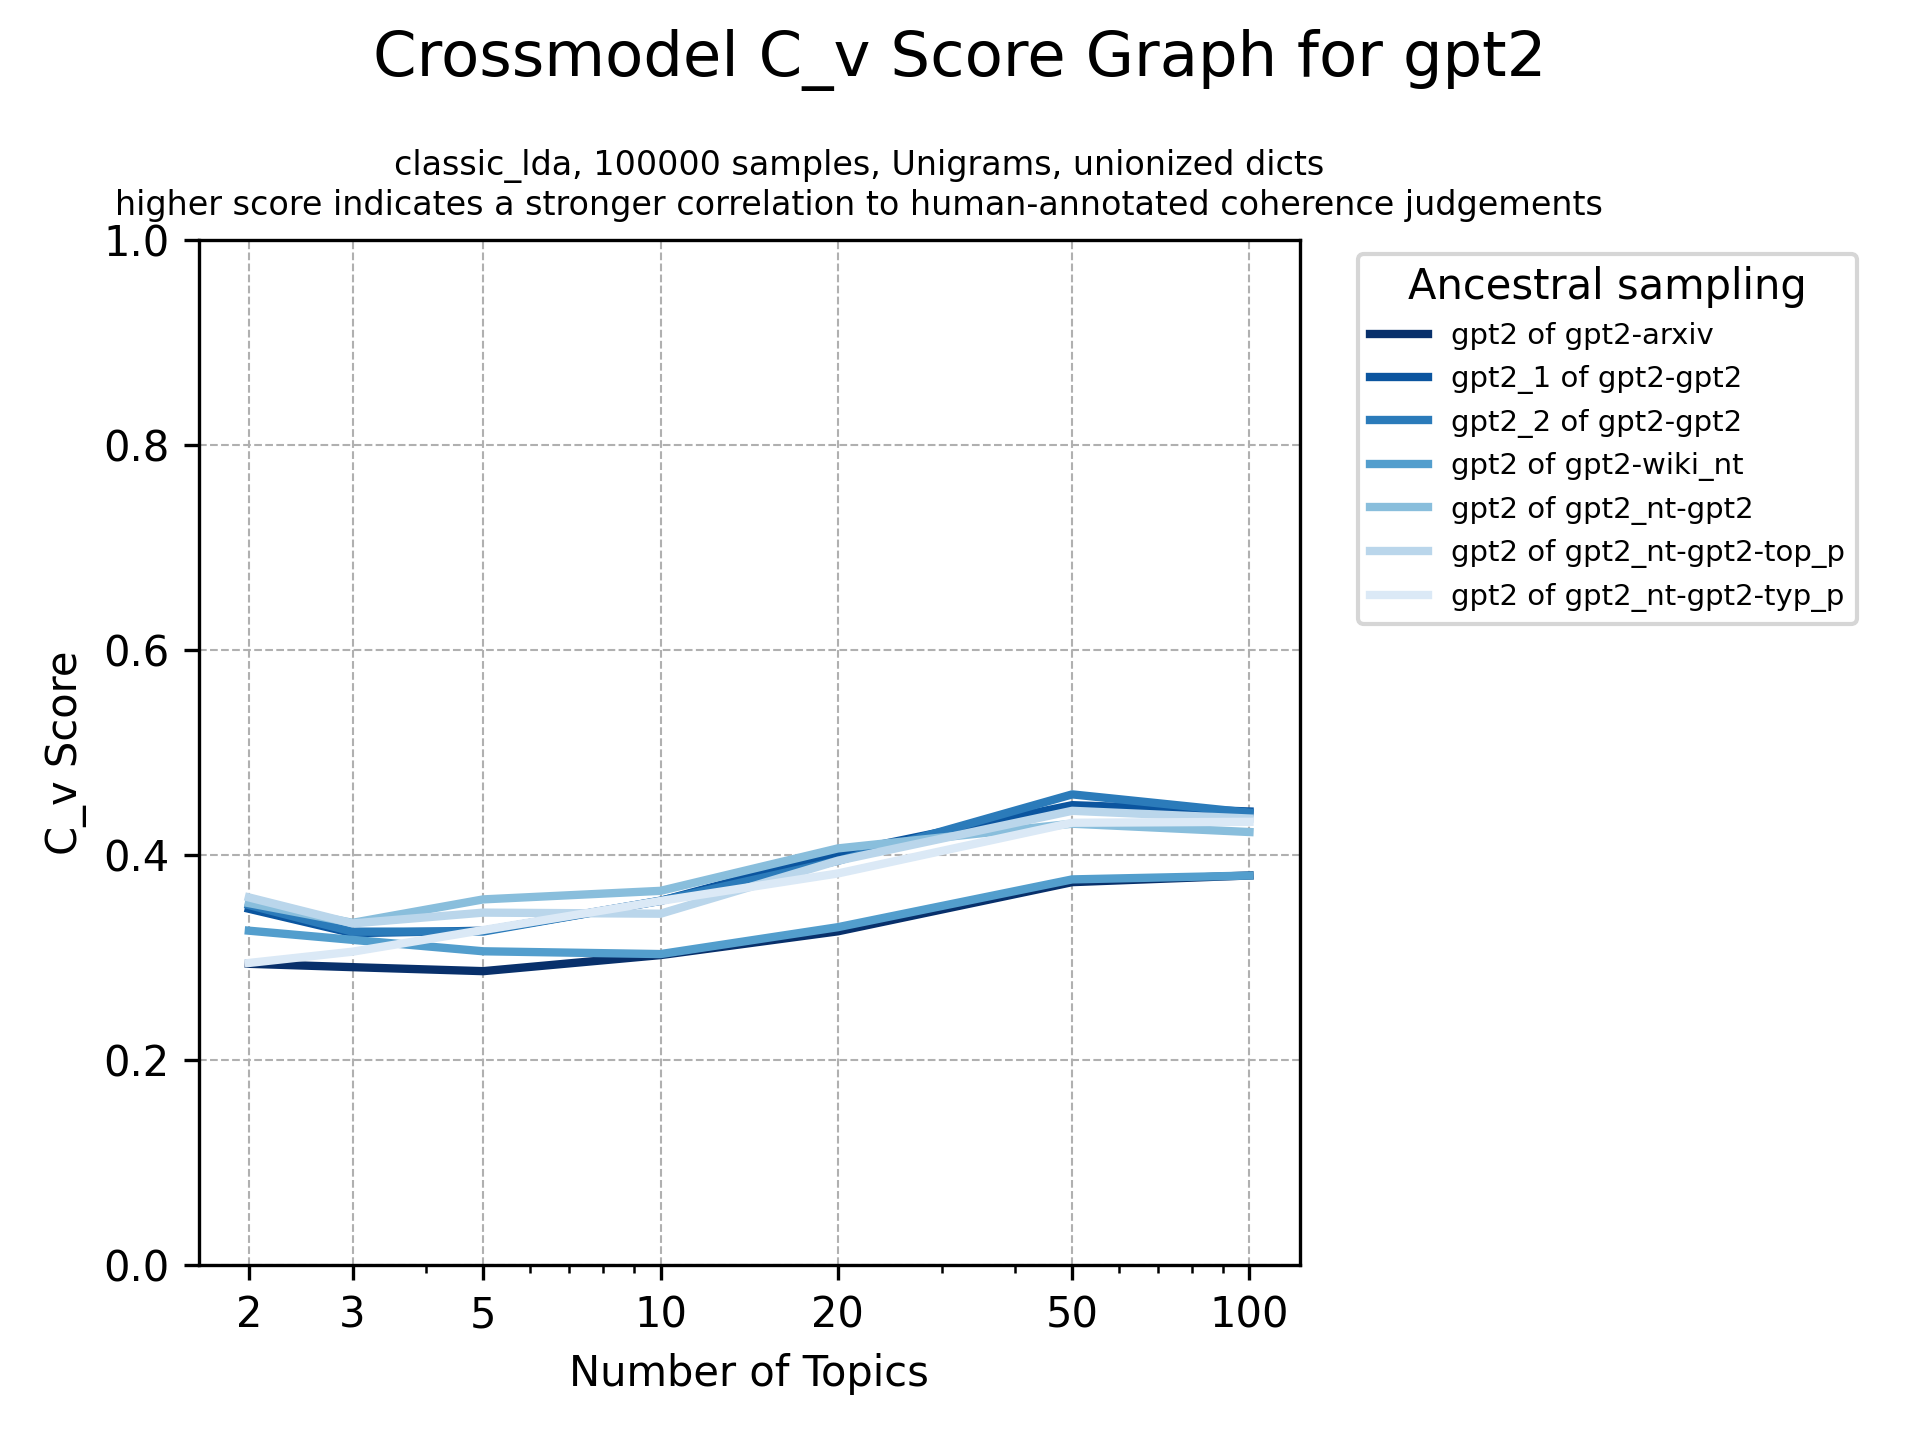 Crossmodel C_v Score Graph for gpt2
classic_lda, 100000 samples, Unigrams, unionized dicts
higher score indicates a stronger correlation to human-annotated coherence judgements
1.0
0.8
0.6
0.4
0.2
0.0
C_v Score
2 3 5 10 20 50 100
Number of Topics
Ancestral sampling
gpt2 of gpt2-arxiv
gpt2_1 of gpt2-gpt2
gpt2_2 of gpt2-gpt2
gpt2 of gpt2-wiki_nt
gpt2 of gpt2_nt-gpt2
gpt2 of gpt2_nt-gpt2-top_p
gpt2 of gpt2_nt-gpt2-typ_p